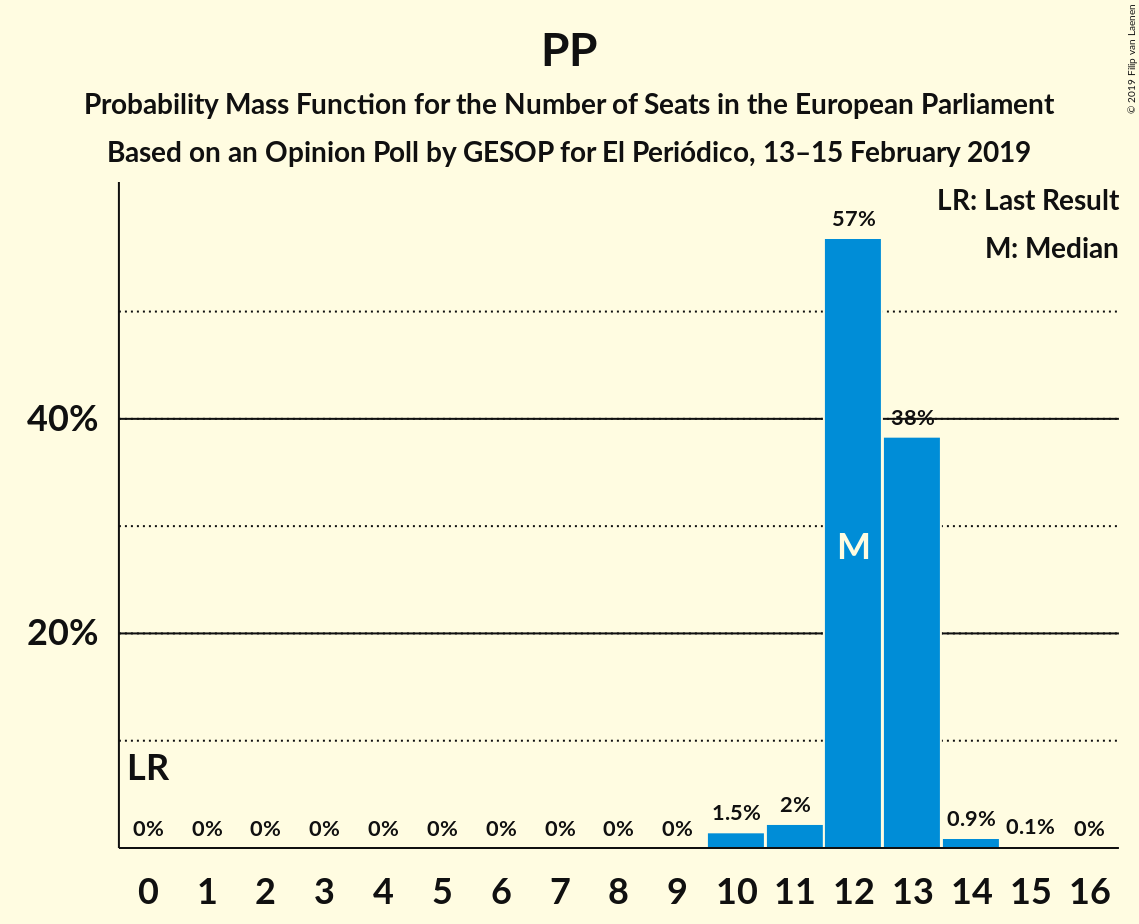 PP
Probability Mass Function for the Number of Seats in the European Parliament
Based on an Opinion Poll by GESOP for El Periódico, 13–15 February 2019
© 2019 Filip van Laenen
LR: Last Result
M: Median
57%
40%
38%
M
20%
LR
0% 0% 0% 0% 0% 0% 0% 0% 0% 0% 1.5% 2% 0.9% 0.1% 0%
0 1 2 3 4 5 6 7 8 9 10 11 12 13 14 15 16